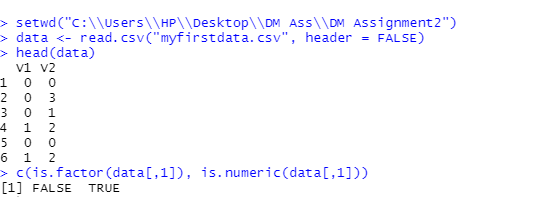 > setwd("C:\\Users\\HP\\Desktop\\DM Ass\\DM Assignment2")
> data <- read.csv("myfirstdata.csv", header = FALSE)
> head(data)
  V1 V2
1  0  0
2  0  3
3  0  1
4  1  2
5  0  0
6  1  2
> c(is.factor(data[,1]), is.numeric(data[,1]))
[1] FALSE  TRUE